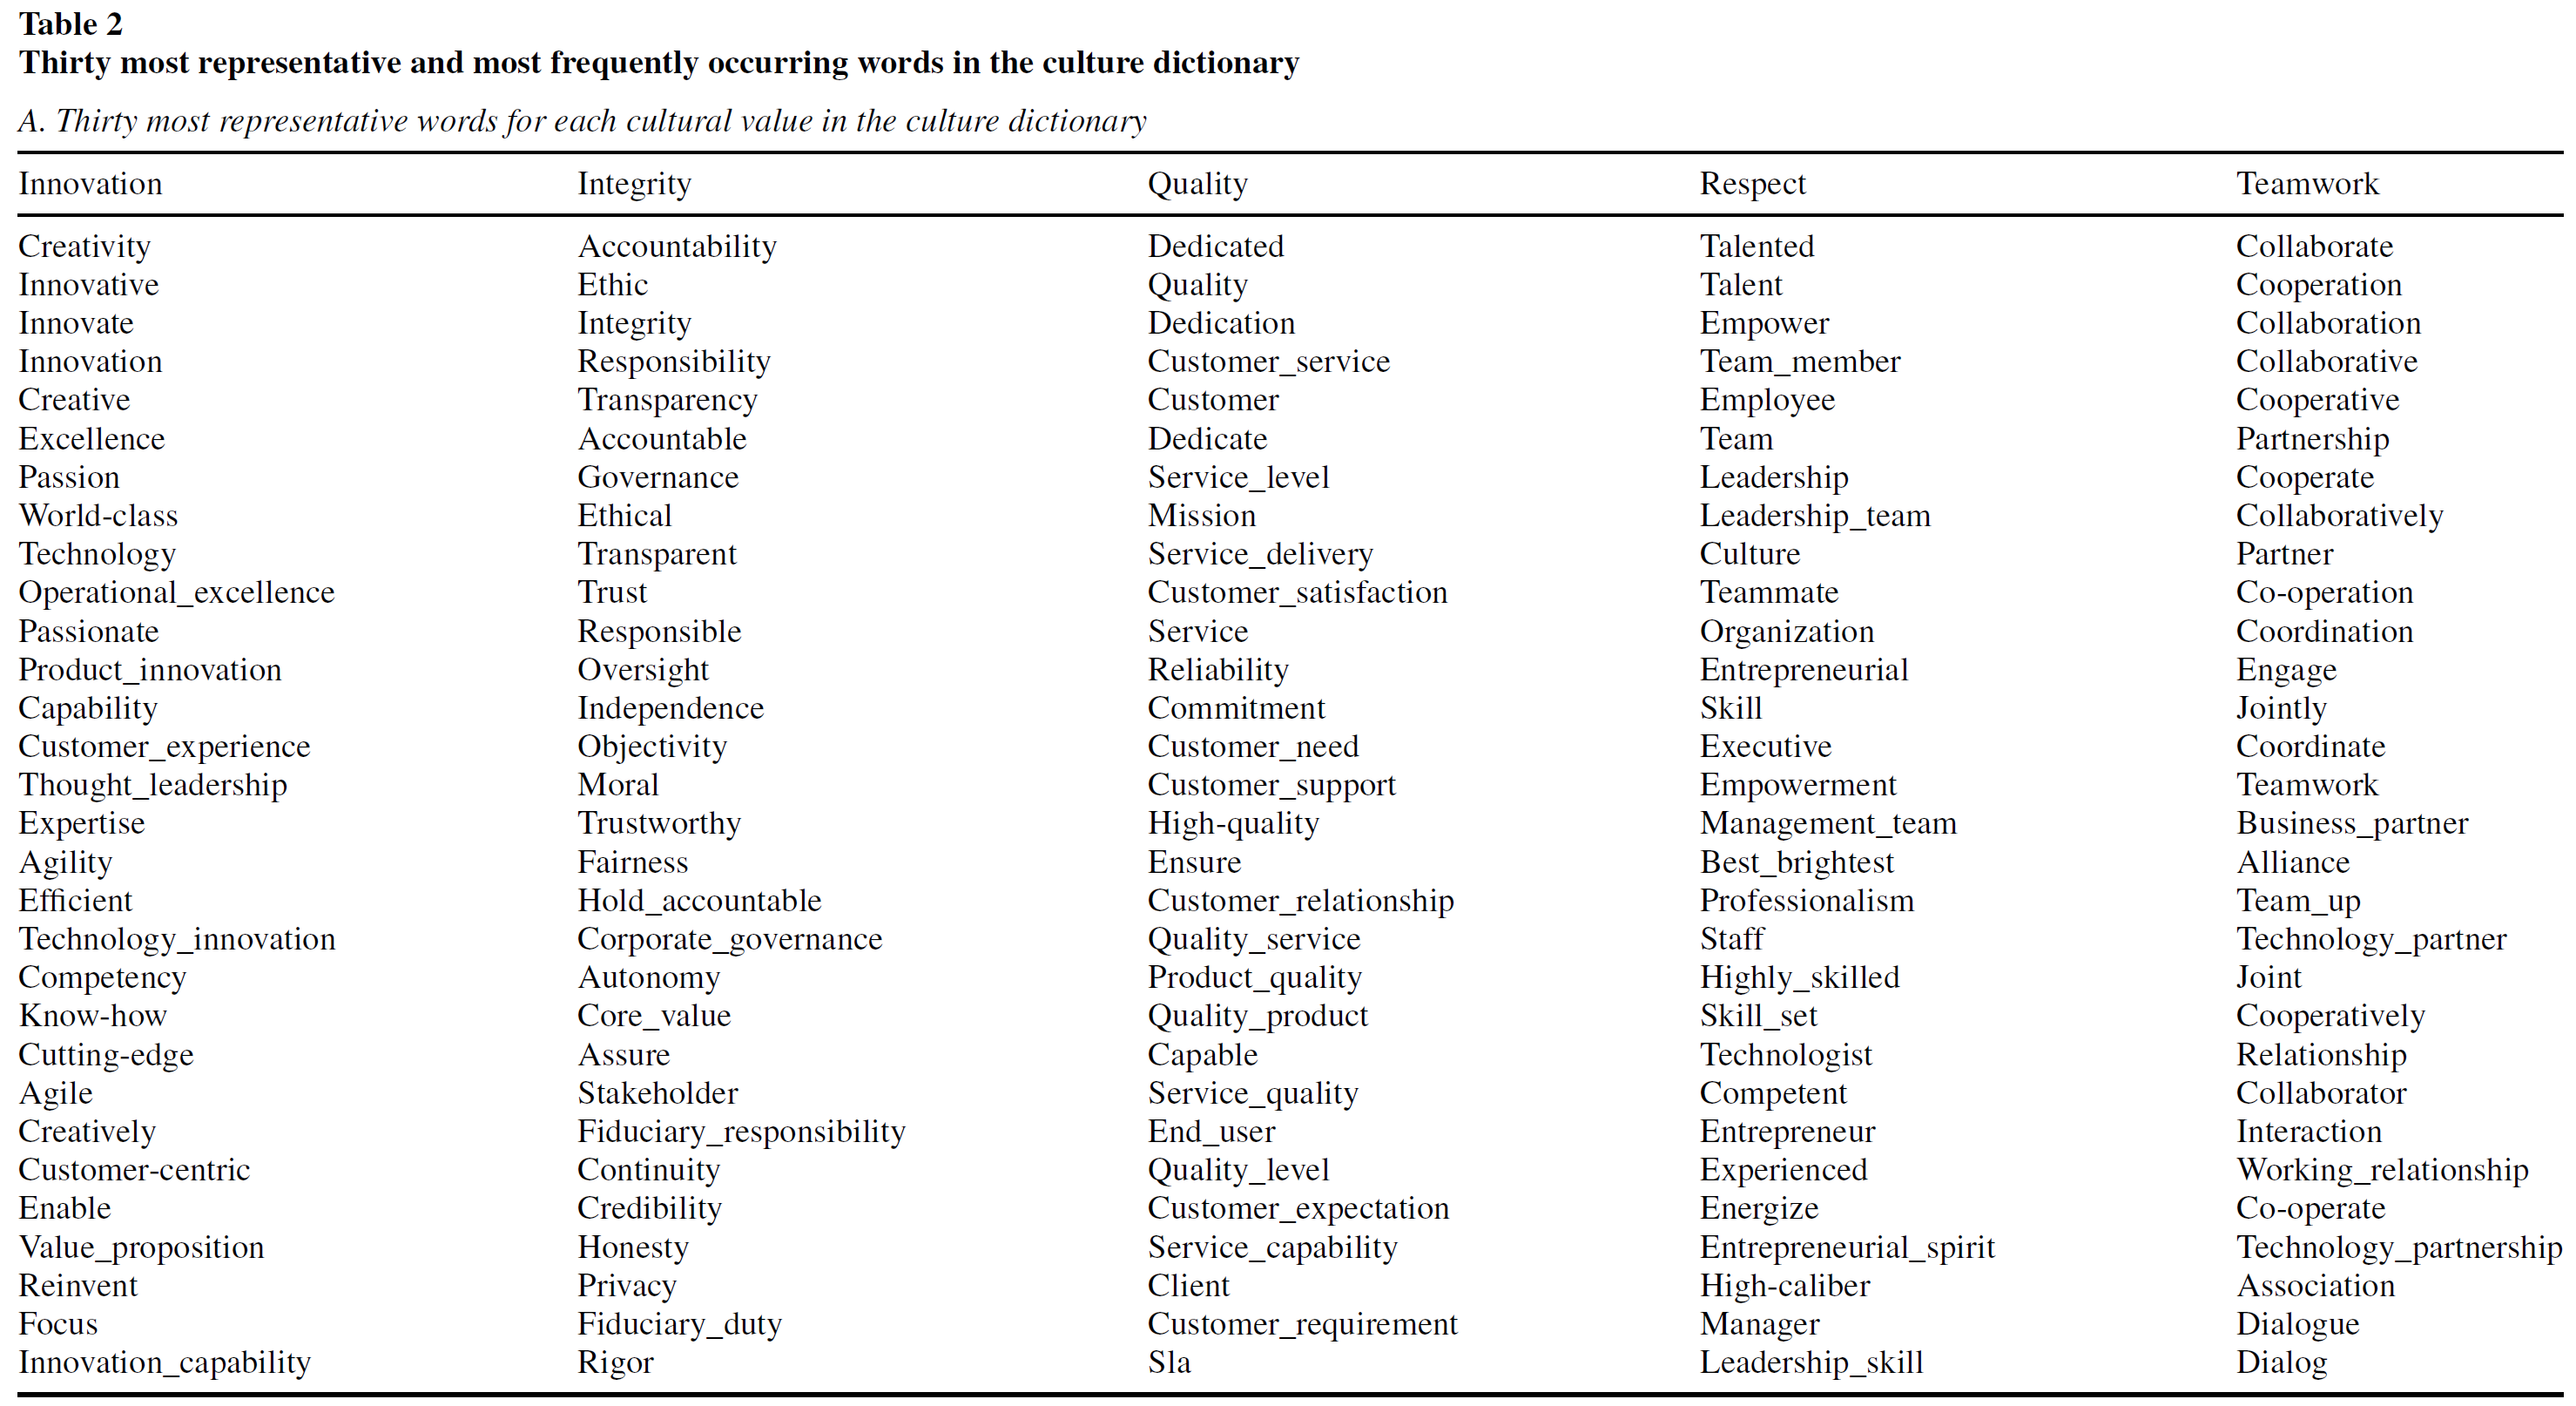 Table 2
Thirty most representative and most frequently occurring words in the culture dictionary
A. Thirty most representative words for each cultural value in the culture dictionary
Innovation Integrity Quality Respect Teamwork
Creativity Accountability Dedicated Talented Collaborate
Innovative Ethic Quality Talent Cooperation
Innovate Integrity Dedication Empower Collaboration
Innovation Responsibility Customer_service Team_member Collaborative
Creative Transparency Customer Employee Cooperative
Excellence Accountable Dedicate Team Partnership
Passion Governance Service_level Leadership Cooperate
World-class Ethical Mission Leadership_team Collaboratively
Technology Transparent Service_delivery Culture Partner
Operational_excellence Trust Customer_satisfaction Teammate Co-operation
Passionate Responsible Service Organization Coordination
Product_innovation Oversight Reliability Entrepreneurial Engage
Capability Independence Commitment Skill Jointly
Customer_experience Objectivity Customer_need Executive Coordinate
Thought_leadership Moral Customer_support Empowerment Teamwork
Expertise Trustworthy High-quality Management_team Business_partner
Agility Fairness Ensure Best_brightest Alliance
Efficient Hold_accountable Customer_relationship Professionalism Team_up
Technology_innovation Corporate_governance Quality_service Staff Technology_partner
Competency Autonomy Product_quality Highly_skilled Joint
Know-how Core_value Quality_product Skill_set Cooperatively
Cutting-edge Assure Capable Technologist Relationship
Agile Stakeholder Service_quality Competent Collaborator
Creatively Fiduciary_responsibility End_user Entrepreneur Interaction
Customer-centric Continuity Quality_level Experienced Working_relationship
Enable Credibility Customer_expectation Energize Co-operate
Value_proposition Honesty Service_capability Entrepreneurial_spirit Technology_partnership
Reinvent Privacy Client High-caliber Association
Focus Fiduciary_duty Customer_requirement Manager Dialogue
Innovation_capability Rigor Sla Leadership_skill Dialog